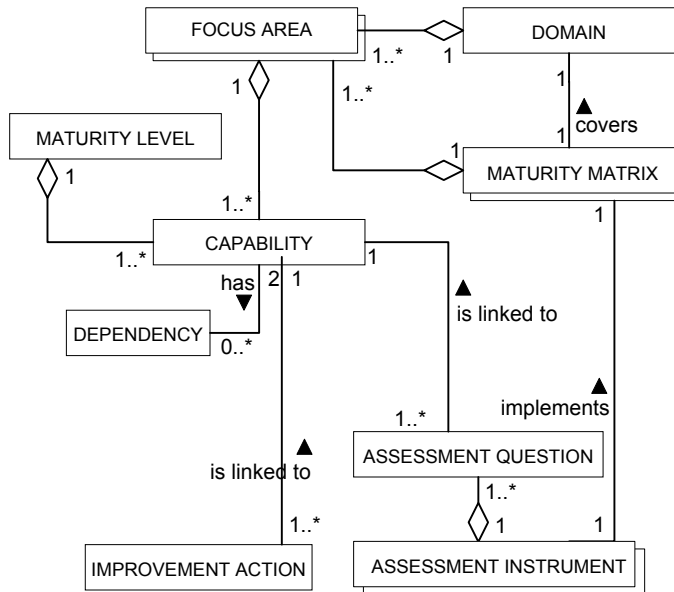 FOCUS AREA
DOMAIN
1..*
1
1
1
1..*
covers
MATURITY LEVEL
1
1
1
MATURITY MATRIX
1..*
1
CAPABILITY
1..*
has
2
1
1
is linked to
DEPENDENCY
0..*
implements
1..*
ASSESSMENT QUESTION
is linked to
1..*
1..*
1
1
IMPROVEMENT ACTION
ASSESSMENT INSTRUMENT